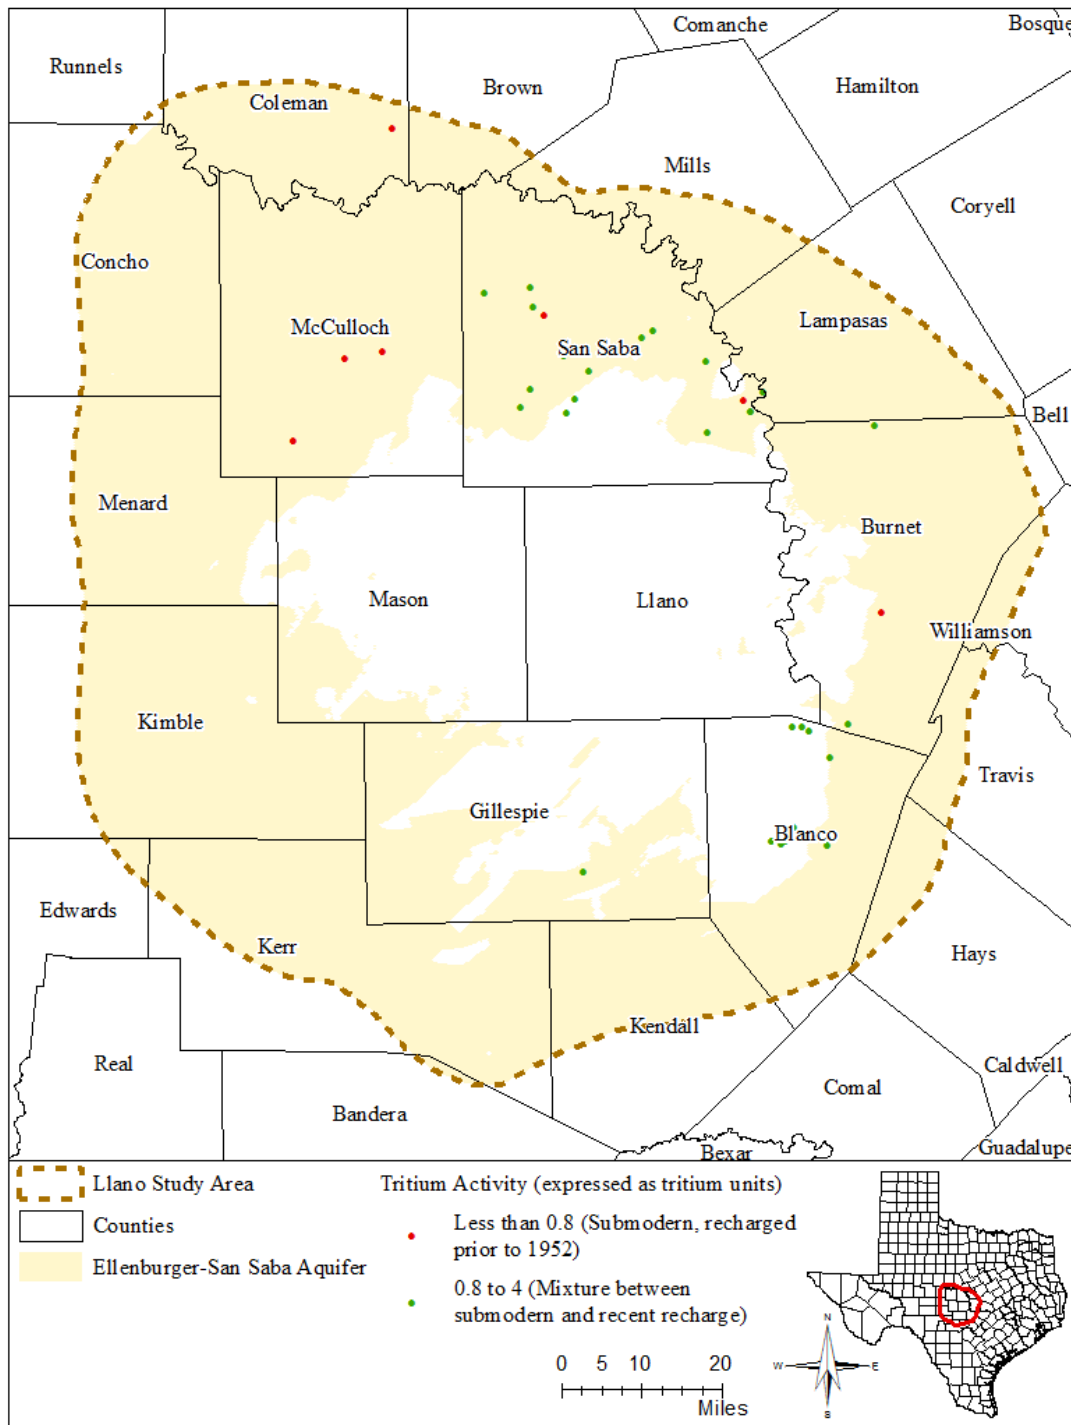 Comanche
Bosque
Runnels
Brown
Hamilton
Coleman
Mills
Coryell
Concho
McCulloch
San Saba
Lampasas
Bell
Menard
Burnet
Mason
Llano
Williamson
Kimble
Travis
Gillespie
Blanco
Edwards
Kerr
Hays
Kendall
Real
Caldwell
Comal
Bandera
Guadalupe
Bexar
Llano Study Area
Counties
Ellenburger-San Saba Aquifer
Tritium Activity (expressed as tritium units)
Less than 0.8 (Submodern, recharged
prior to 1952)
0.8 to 4 (Mixture between
submodern and recent recharge)
0 5 10 20
Miles
N
W E
S